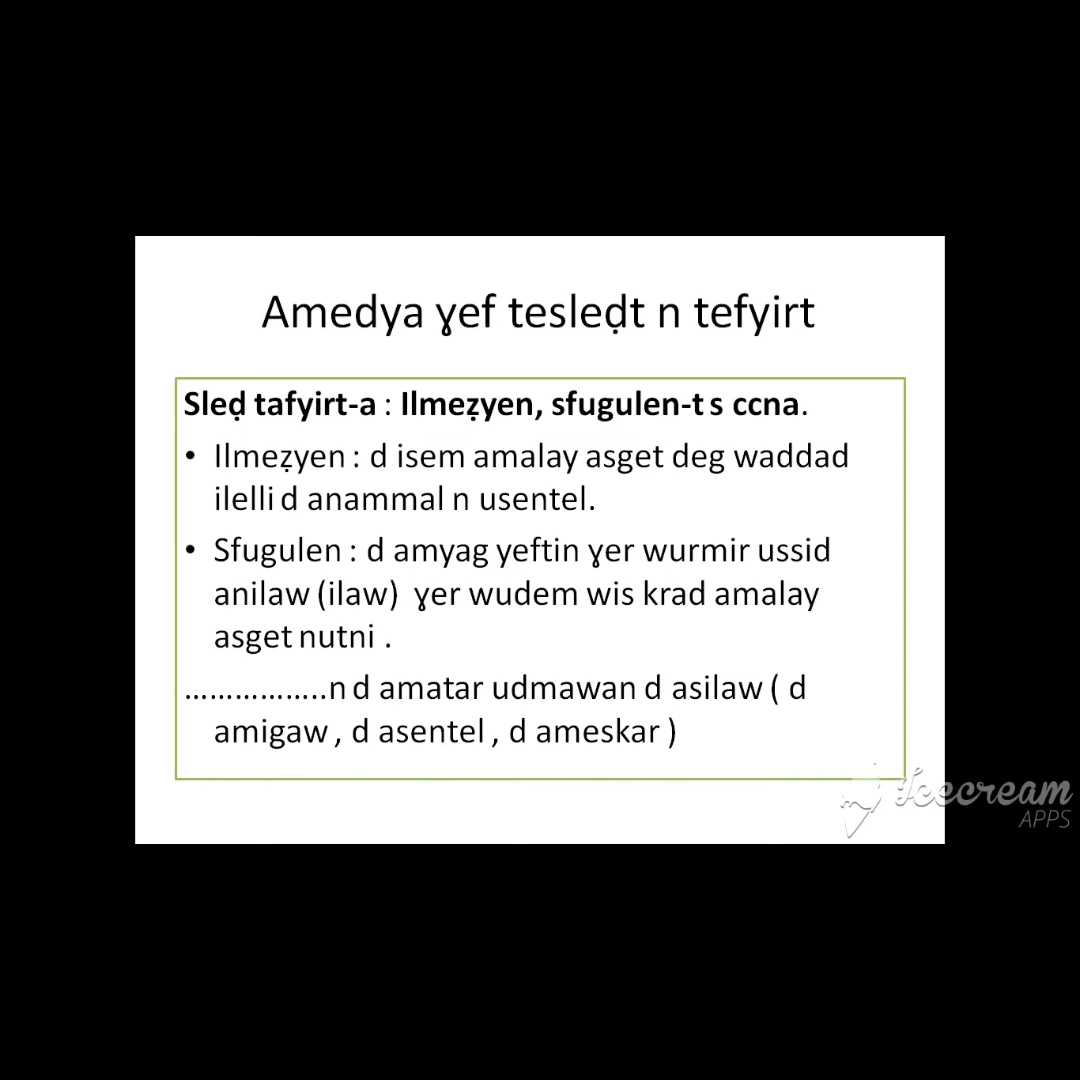 Amedya ɣef tesleḍt n tefyirt
Sleḍ tafyirt-a : Ilmeẓyen, sfugulen-t s ccna.
• Ilmeẓyen : d isem amalay asget deg waddad
ilelli d anammal n usentel.
• Sfugulen : d amyag yeftin ɣer wurmir ussid
anilaw (ilaw) ɣer wudem wis krad amalay
asget nutni .
……………..n d amatar udmawan d asilaw ( d
amigaw , d asentel , d ameskar )
Icecream
APPS